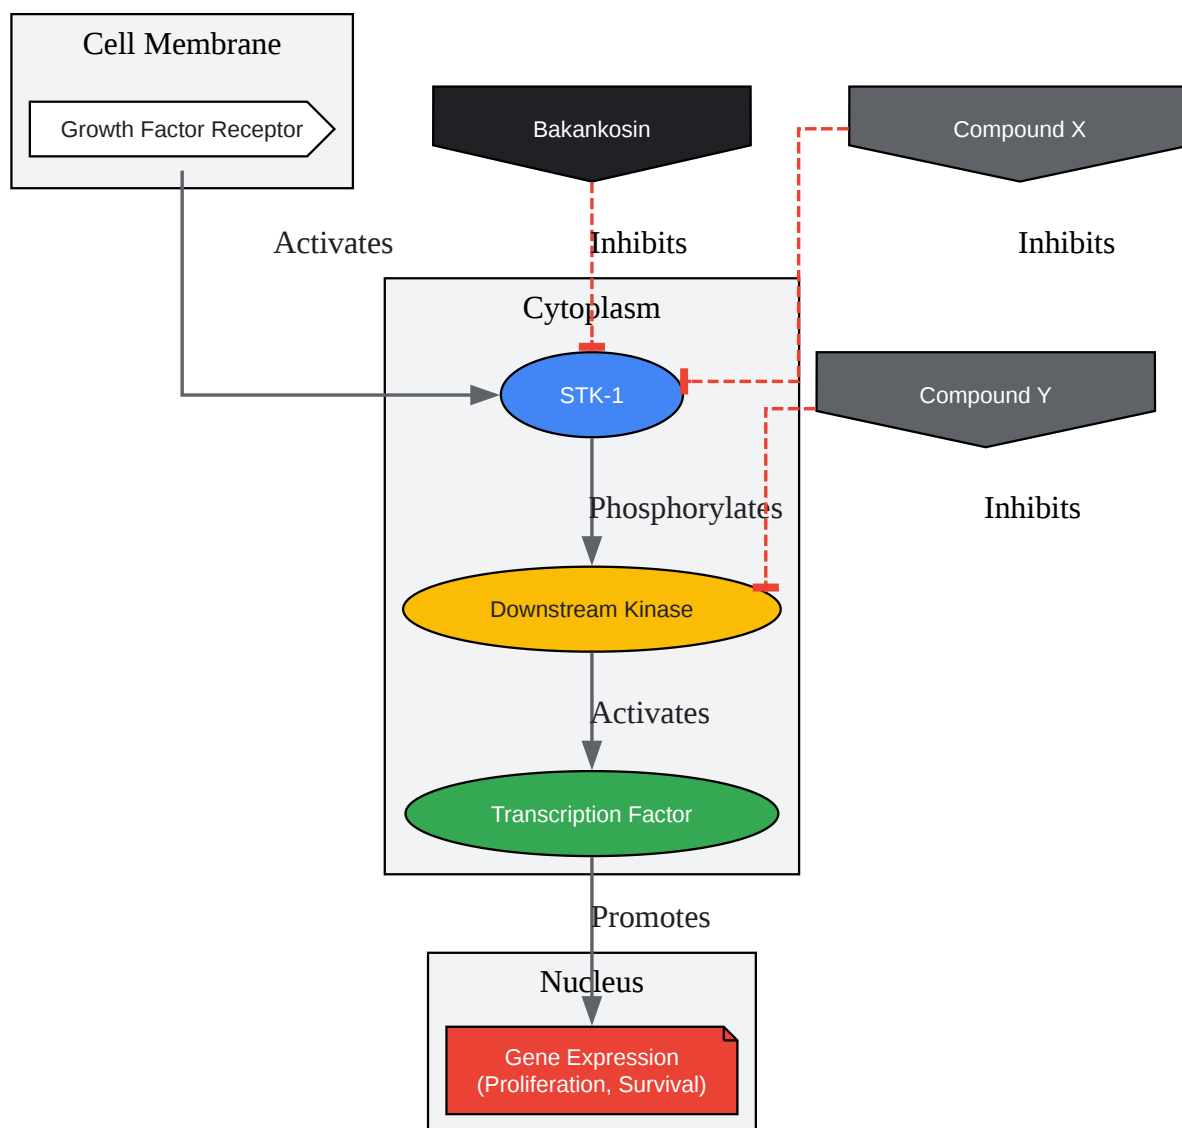 Cell Membrane
Growth Factor Receptor
Bakankosin
Compound X
Activates
Inhibits
Inhibits
Cytoplasm
STK-1
Compound Y
Phosphorylates
Inhibits
Downstream Kinase
Activates
Transcription Factor
Promotes
Nucleus
Gene Expression
(Proliferation, Survival)